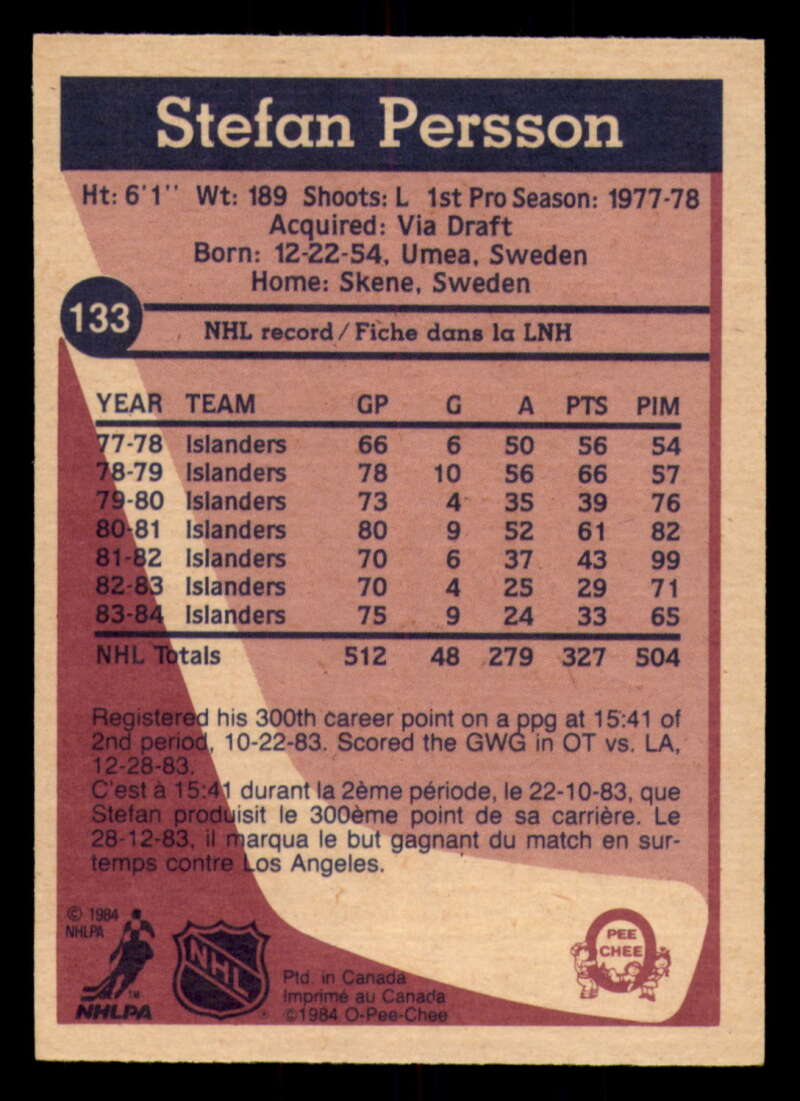 Stefan Persson
Ht: 6'1'' Wt: 189 Shoots: L 1st Pro Season: 1977-78
Acquired: Via Draft
Born: 12-22-54, Umea, Sweden
Home: Skene, Sweden
133
NHL record / Fiche dans la LNH
YEAR TEAM GP G A PTS PIM
77-78 Islanders 66 6 50 56 54
78-79 Islanders 78 10 56 66 57
79-80 Islanders 73 4 35 39 76
80-81 Islanders 80 9 52 61 82
81-82 Islanders 70 6 37 43 99
82-83 Islanders 70 4 25 29 71
83-84 Islanders 75 9 24 33 65
NHL Totals 512 48 279 327 504
Registered his 300th career point on a ppg at 15:41 of
2nd period, 10-22-83. Scored the GWG in OT vs. LA,
12-28-83.
C'est à 15:41 durant la 2ème période, le 22-10-83, que
Stefan produisit le 300ème point de sa carrière. Le
28-12-83, il marqua le but gagnant du match en sur-
temps contre Los Angeles.
© 1984
NHLPA
TM
NHLPA
NHL
®
Ptd. in Canada
Imprimé au Canada
©1984 O-Pee-Chee
PEE
CHEE